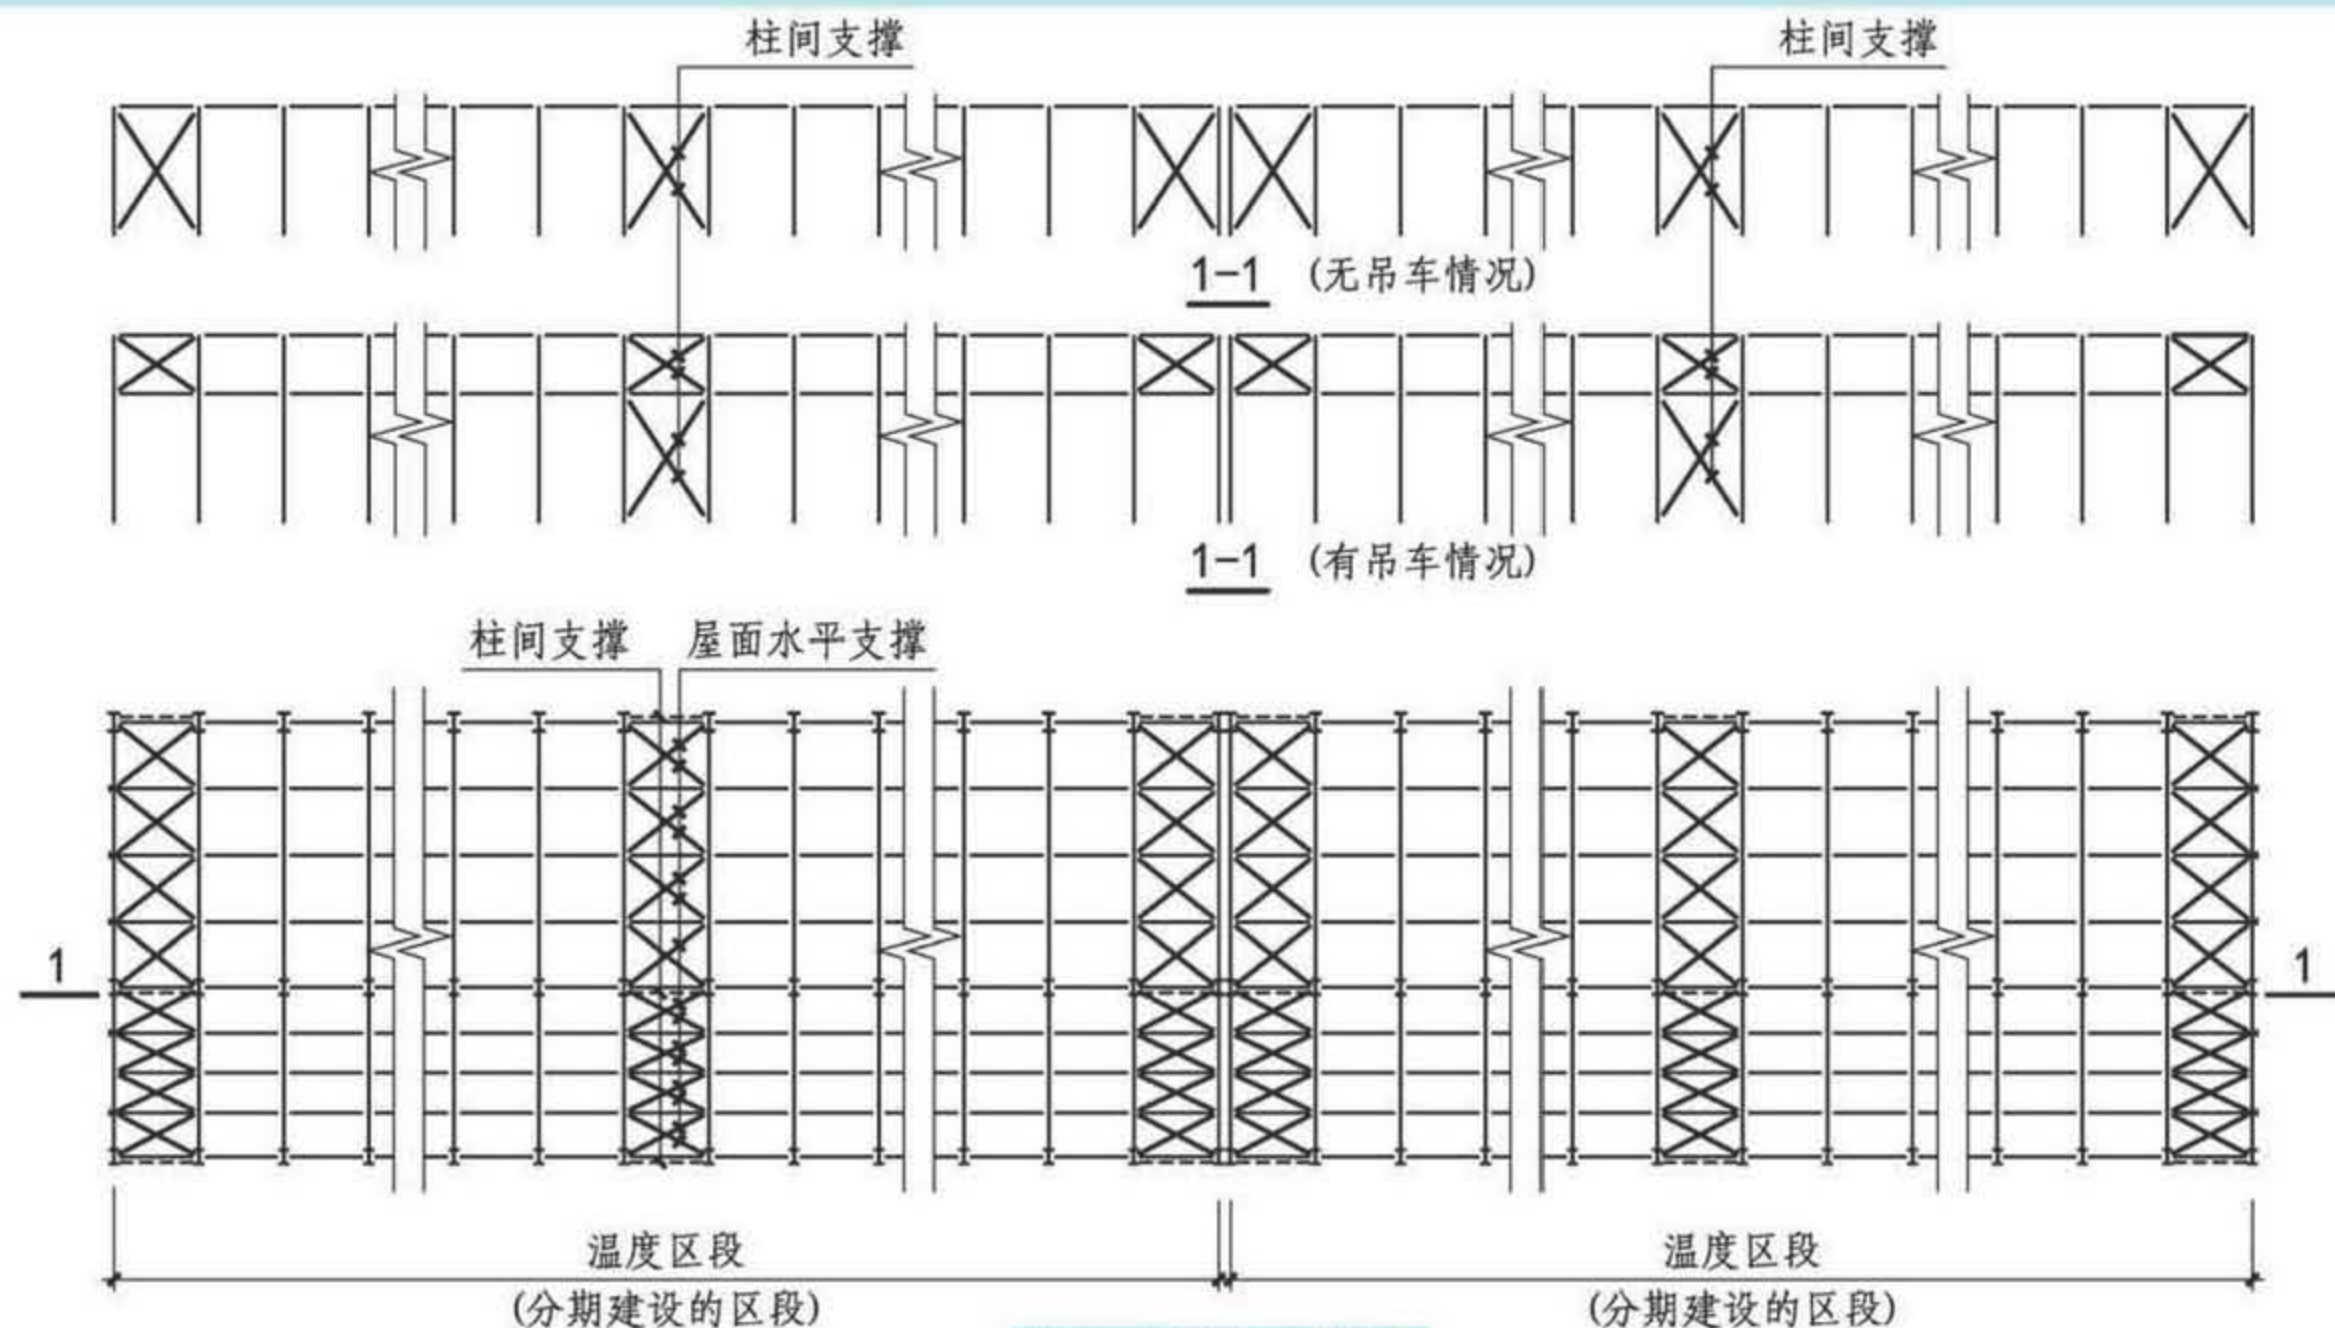 柱间支撑
柱间支撑
1-1 (无吊车情况)
1-1 (有吊车情况)
柱间支撑
屋面水平支撑
1
1
温度区段
(分期建设的区段)
温度区段
(分期建设的区段)